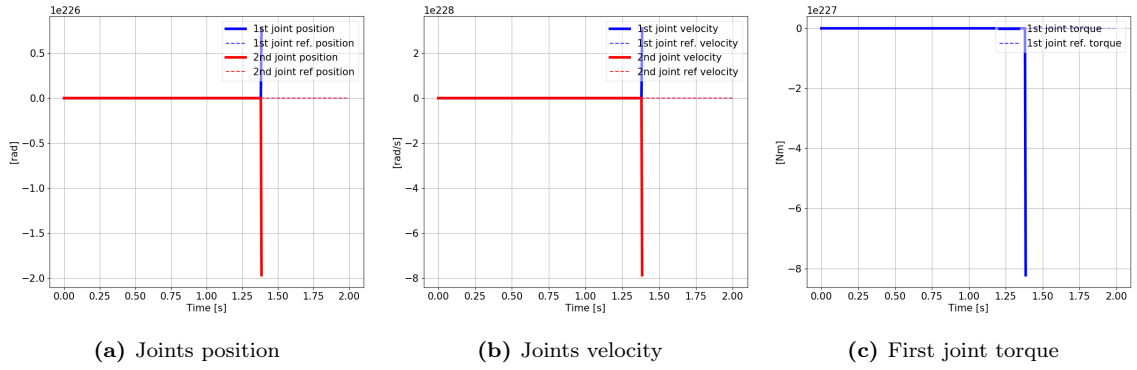 1e226
1st joint position
1st joint ref. position
2nd joint position
2nd joint ref position
0.5
0.0
−0.5
−1.0
−1.5
−2.0
[rad]
0.00 0.25 0.50 0.75 1.00 1.25 1.50 1.75 2.00
Time [s]
(a) Joints position
1e228
1st joint velocity
1st joint ref. velocity
2nd joint velocity
2nd joint ref velocity
2
0
−2
−4
−6
−8
[rad/s]
0.00 0.25 0.50 0.75 1.00 1.25 1.50 1.75 2.00
Time [s]
(b) Joints velocity
1e227
1st joint torque
1st joint ref. torque
0
−2
−4
−6
−8
[Nm]
0.00 0.25 0.50 0.75 1.00 1.25 1.50 1.75 2.00
Time [s]
(c) First joint torque